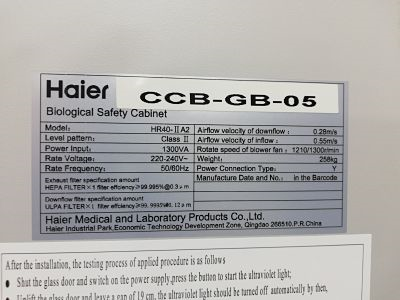 Haier CCB-GB-05
Biological Safety Cabinet
Model: HR40-ⅡA2 Airflow velocity of downflow : 0.28m/s
Level pattern: Class Ⅱ Airflow velocity of inflow : 0.55m/s
Power Input: 1300VA Rotate speed of blower fan : 1210/1300r/min
Rate Voltage: 220-240V~ Weight: 258kg
Rate Frequency: 50/60Hz Power Connection Type : Y
Exhaust filter specification amount Manufacture Date and No.: in the Barcode
HEPA FILTER×1 filter efficiency≥99.995%@0.3μm
Downflow filter specification amount
ULPA FILTER×1 filter efficiency≥99.9995%@0.12μm
Haier Medical and Laboratory Products Co.,Ltd.
Haier Industrial Park,Economic Technology Development Zone, Qingdao 266510.P.R.China
After the installation, the testing process of applied procedure is as follows
● Shut the glass door and switch on the power supply, press the button to start the ultraviolet light;
● Uplift the glass door and leave a gap of 19 cm, the ultraviolet light should be turned off automatically by then,